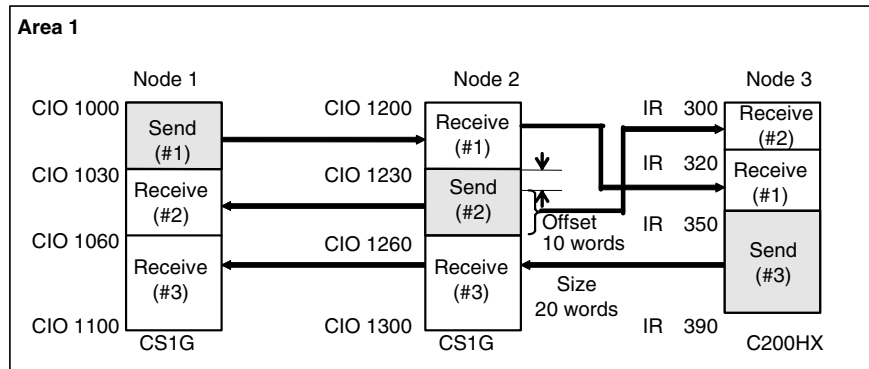 Area 1
Node 1 Node 2 Node 3
CIO 1000 CIO 1200 IR 300
Send
(#1)
Receive
(#1)
Receive
(#2)
CIO 1030 CIO 1230 IR 320
Receive
(#2)
Send
(#2)
Receive
(#1)
Offset
10 words
CIO 1060 CIO 1260 IR 350
Receive
(#3)
Receive
(#3)
Send
(#3)
Size
20 words
CIO 1100 CIO 1300 IR 390
CS1G CS1G C200HX